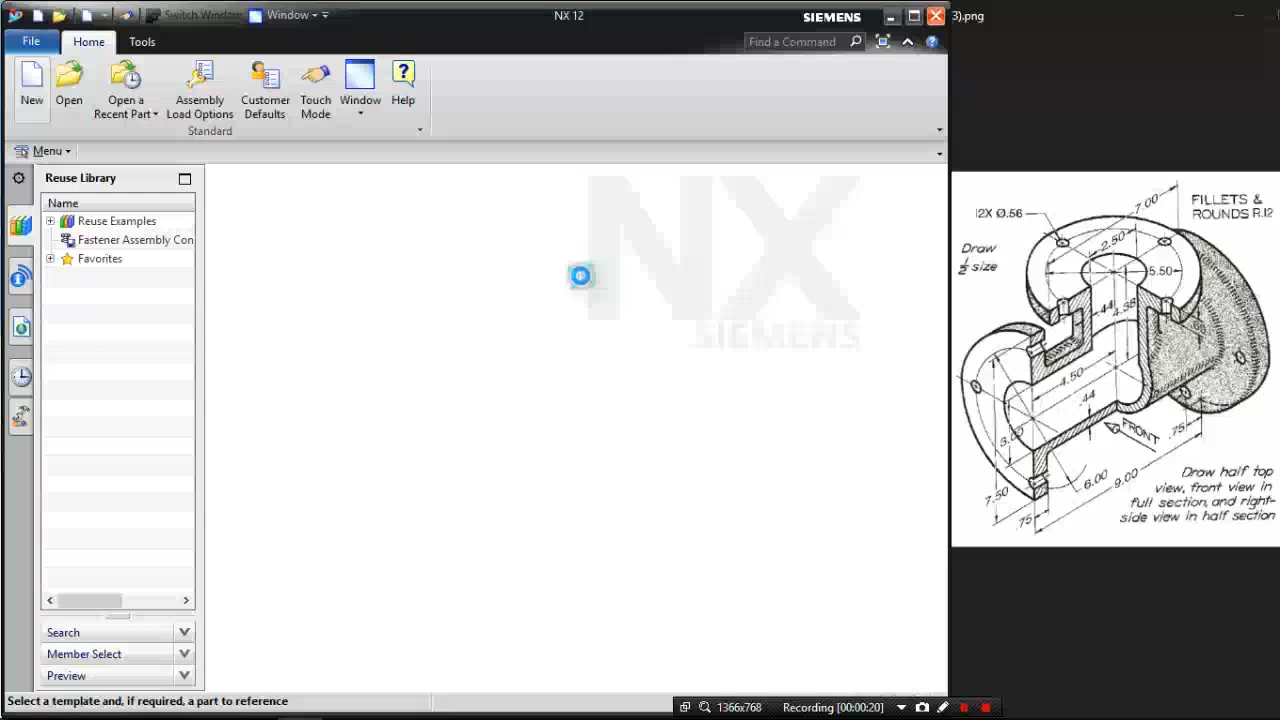 Switch Window
Window
NX 12
SIEMENS
3).png
File
Home
Tools
Find a Command
New
Open
Open a
Recent Part
Assembly
Load Options
Customer
Defaults
Touch
Mode
Window
Help
Standard
Menu
Reuse Library
Name
Reuse Examples
Fastener Assembly Con
Favorites
Search
Member Select
Preview
NX
SIEMENS
12X Ø.56
7.00
FILLETS &
ROUNDS R.12
Draw
½ size
2.50
5.50
.44
4.38
4.50
.44
FRONT
.75
3.00
6.00
9.00
7.50
.75
Draw half top
view, front view in
full section, and right-
side view in half section
Select a template and, if required, a part to reference
1366x768
Recording [00:00:20]